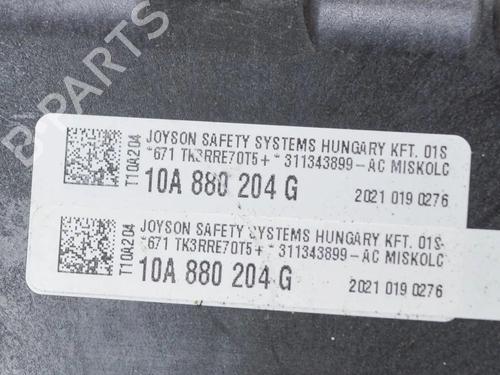 B-PARTS
T10A204
JOYSON SAFETY SYSTEMS HUNGARY KFT. 01S
*671 TK3RRE70T5+ * 311343899-AC MISKOLC
10A 880 204 G
2021 019 0276
T10A204
JOYSON SAFETY SYSTEMS HUNGARY KFT. 01S
*671 TK3RRE70T5+ * 311343899-AC MISKOLC
10A 880 204 G
2021 019 0276